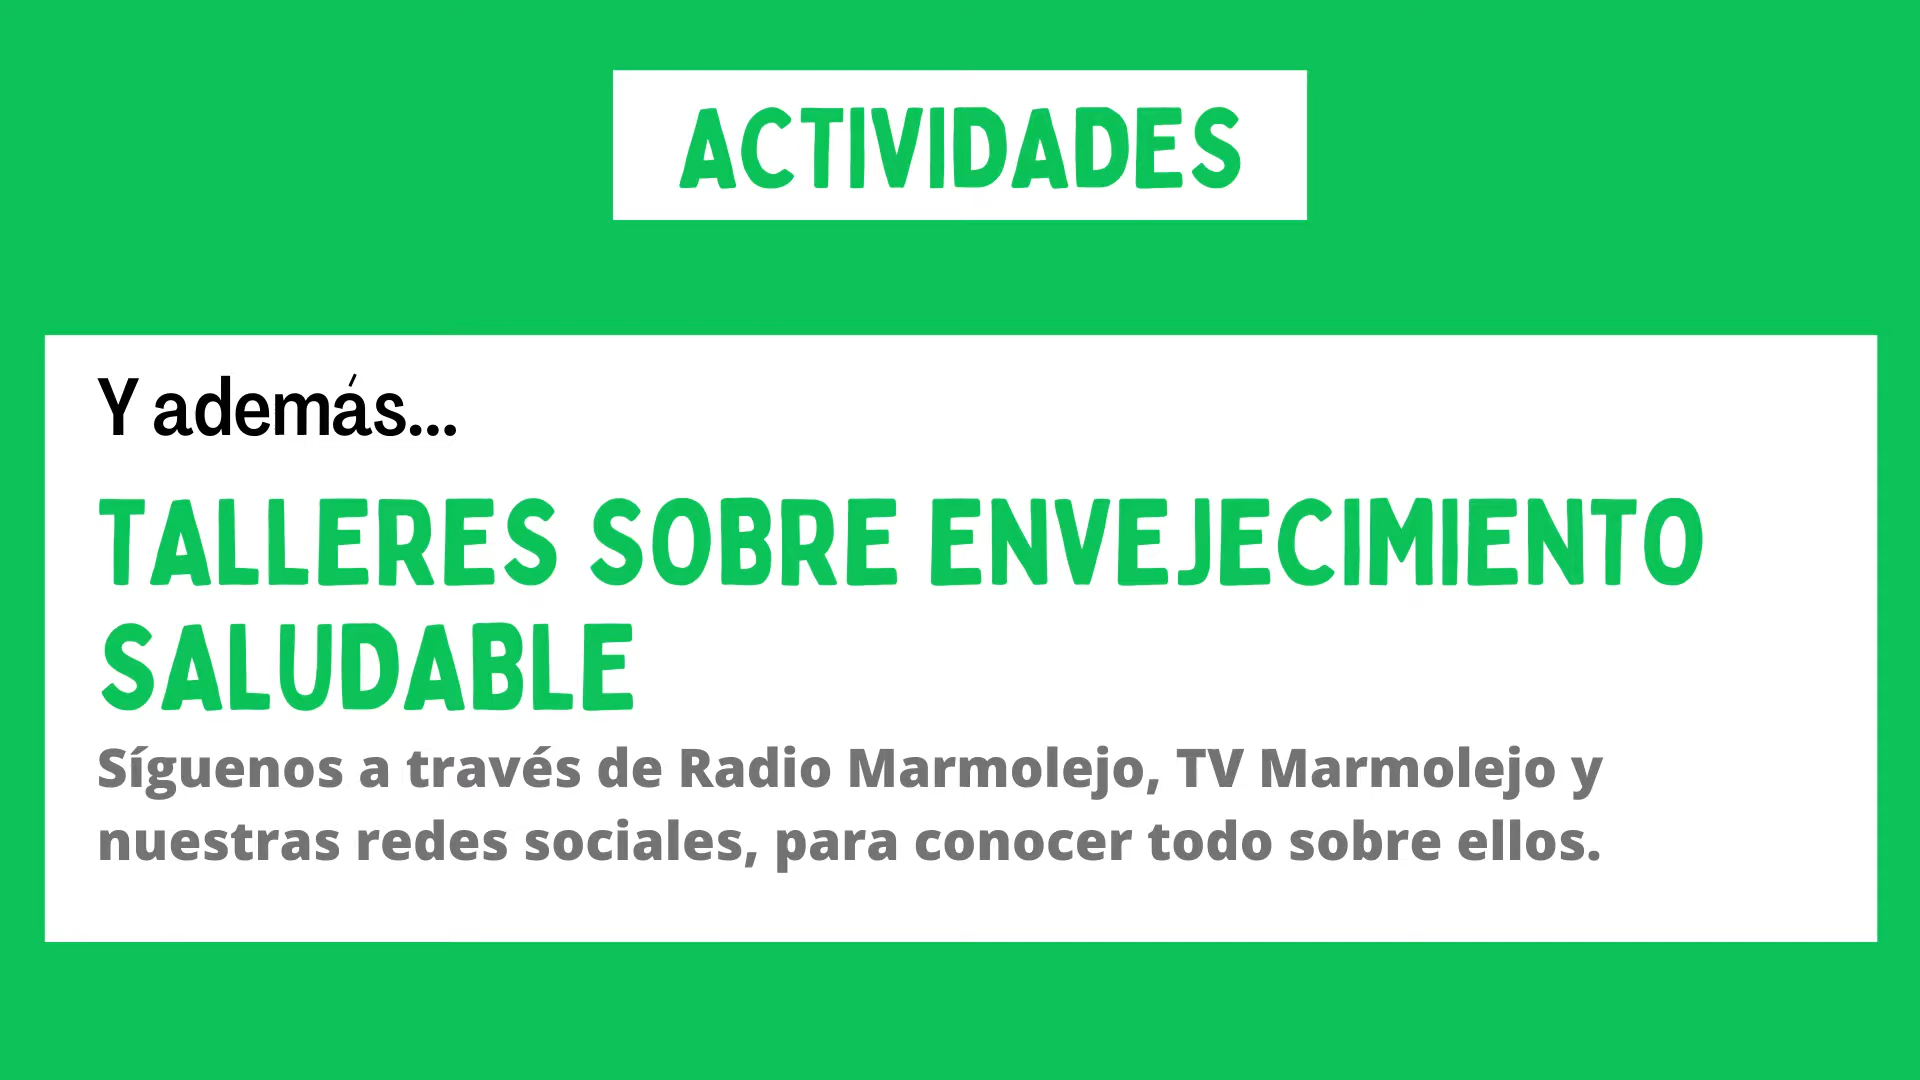 ACTIVIDADES
Y además...
TALLERES SOBRE ENVEJECIMIENTO
SALUDABLE
Síguenos a través de Radio Marmolejo, TV Marmolejo y
nuestras redes sociales, para conocer todo sobre ellos.